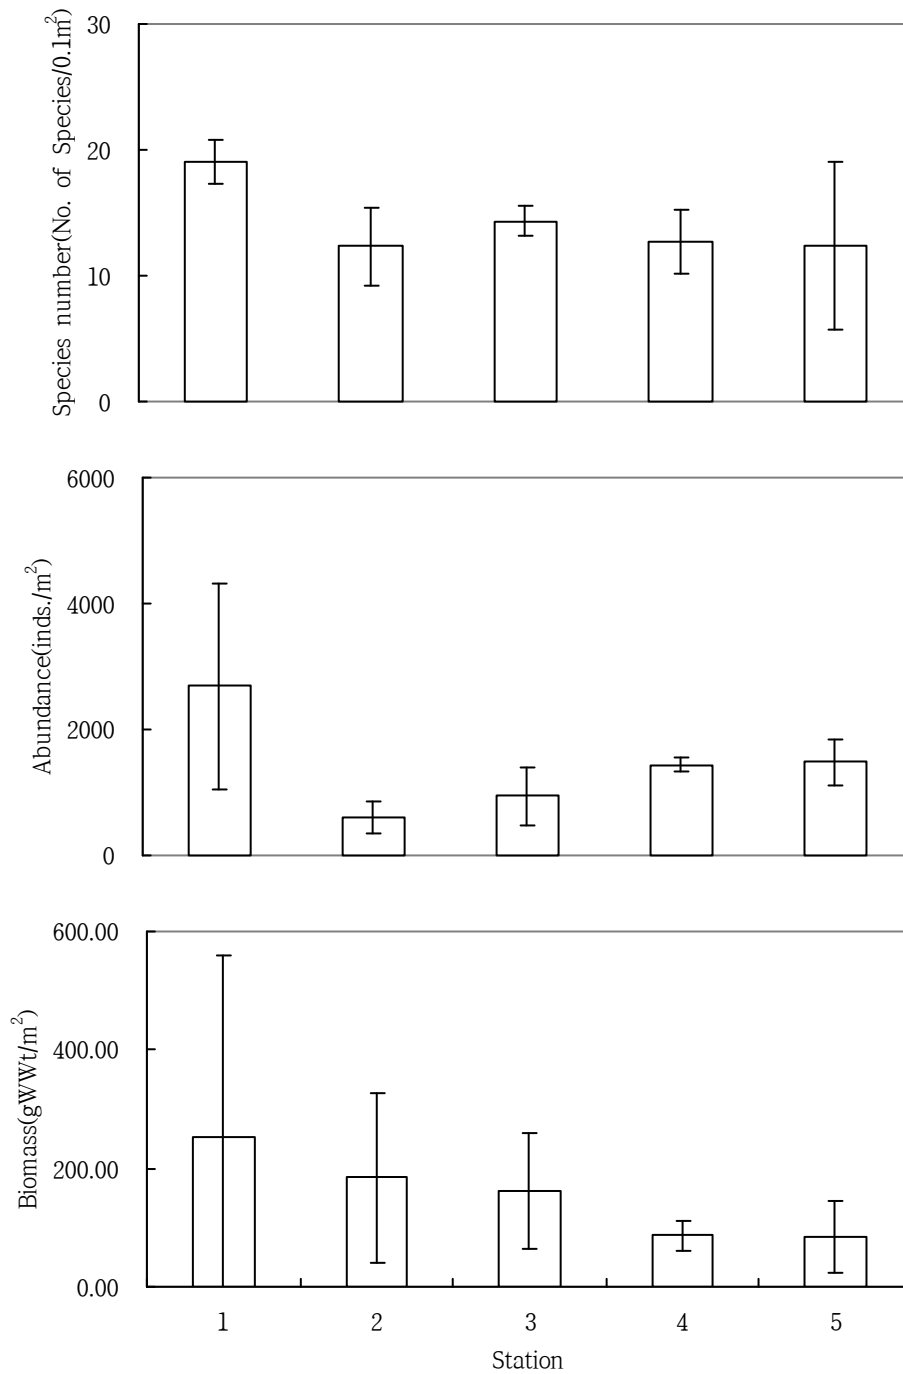 Species number(No. of Species/0.1m²)
30
20
10
0
Abundance(inds./m²)
6000
4000
2000
0
Biomass(gWWt/m²)
600.00
400.00
200.00
0.00
1 2 3 4 5
Station